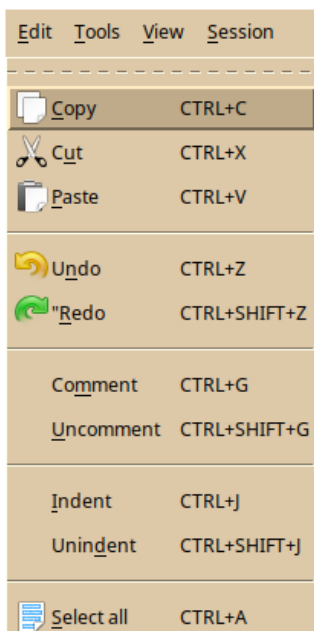 Edit Tools View Session
Copy CTRL+C
Cut CTRL+X
Paste CTRL+V
Undo CTRL+Z
"Redo CTRL+SHIFT+Z
Comment CTRL+G
Uncomment CTRL+SHIFT+G
Indent CTRL+J
Unindent CTRL+SHIFT+J
Select all CTRL+A